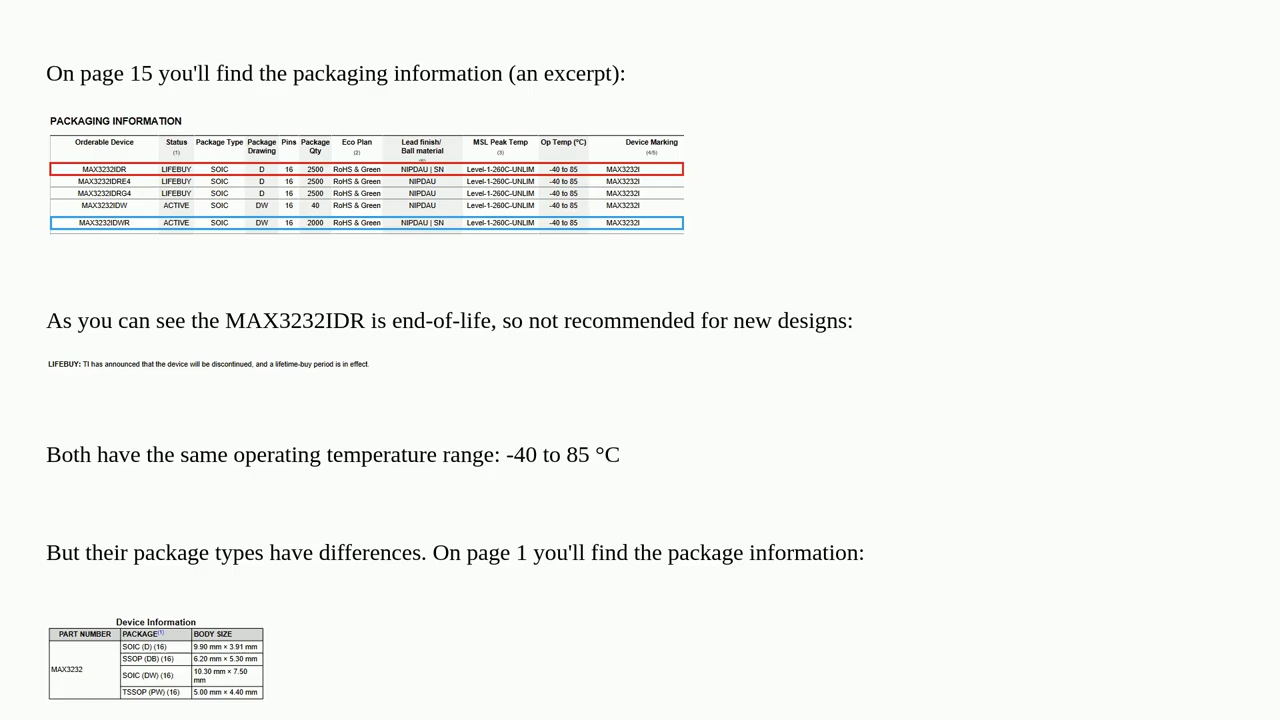 On page 15 you'll find the packaging information (an excerpt):
PACKAGING INFORMATION
Orderable Device Status Package Type Package Pins Package Eco Plan Lead finish/ MSL Peak Temp Op Temp (°C) Device Marking
(1) Drawing Qty (2) Ball material (3) (4/5)
(6)
MAX3232IDR LIFEBUY SOIC D 16 2500 RoHS & Green NIPDAU | SN Level-1-260C-UNLIM -40 to 85 MAX3232I
MAX3232IDRE4 LIFEBUY SOIC D 16 2500 RoHS & Green NIPDAU Level-1-260C-UNLIM -40 to 85 MAX3232I
MAX3232IDRG4 LIFEBUY SOIC D 16 2500 RoHS & Green NIPDAU Level-1-260C-UNLIM -40 to 85 MAX3232I
MAX3232IDW ACTIVE SOIC DW 16 40 RoHS & Green NIPDAU Level-1-260C-UNLIM -40 to 85 MAX3232I
MAX3232IDWR ACTIVE SOIC DW 16 2000 RoHS & Green NIPDAU | SN Level-1-260C-UNLIM -40 to 85 MAX3232I
As you can see the MAX3232IDR is end-of-life, so not recommended for new designs:
LIFEBUY: TI has announced that the device will be discontinued, and a lifetime-buy period is in effect.
Both have the same operating temperature range: -40 to 85 °C
But their package types have differences. On page 1 you'll find the package information:
Device Information
PART NUMBER PACKAGE(1) BODY SIZE
MAX3232
SOIC (D) (16) 9.90 mm × 3.91 mm
SSOP (DB) (16) 6.20 mm × 5.30 mm
SOIC (DW) (16) 10.30 mm × 7.50
mm
TSSOP (PW) (16) 5.00 mm × 4.40 mm